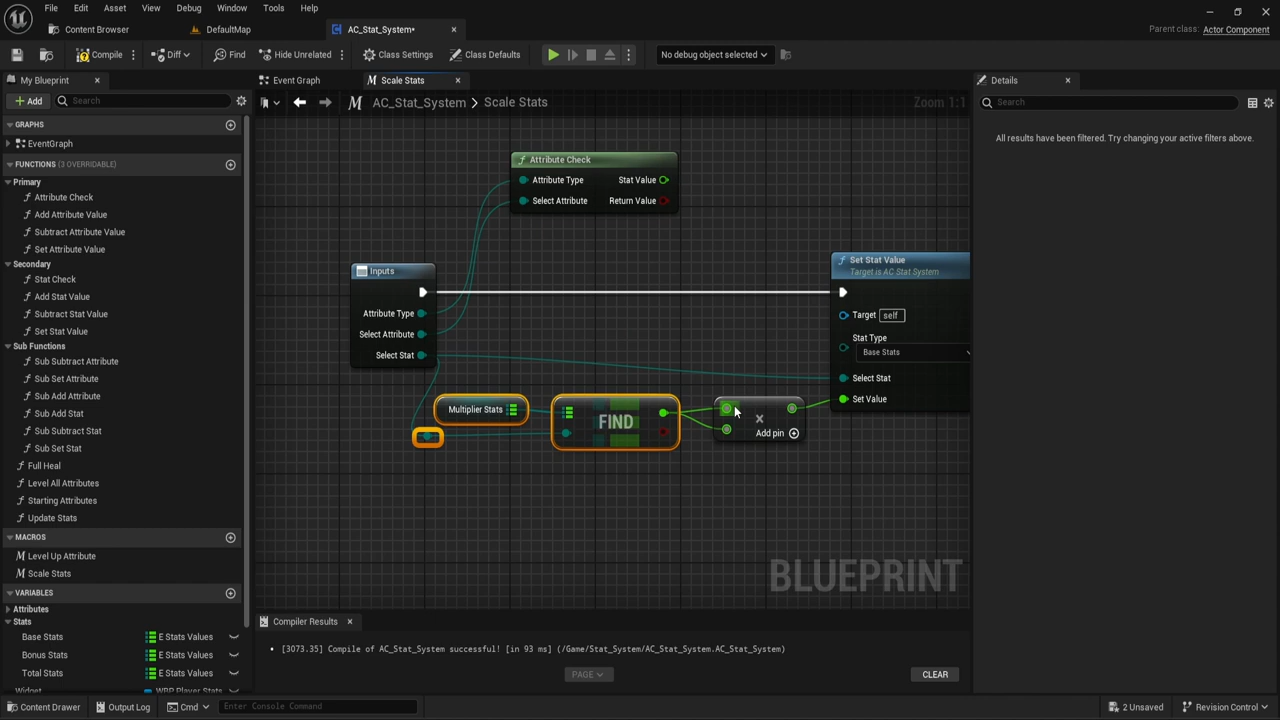 File Edit Asset View Debug Window Tools Help
Content Browser
DefaultMap
AC_Stat_System*
Parent class: Actor Component
Compile
Diff
Find
Hide Unrelated
Class Settings
Class Defaults
No debug object selected
My Blueprint
Event Graph
Scale Stats
Details
Add
Search
AC_Stat_System > Scale Stats
Zoom 1:1
Search
GRAPHS
EventGraph
FUNCTIONS (3 OVERRIDABLE)
Primary
Attribute Check
Add Attribute Value
Subtract Attribute Value
Set Attribute Value
Secondary
Stat Check
Add Stat Value
Subtract Stat Value
Set Stat Value
Sub Functions
Sub Subtract Attribute
Sub Set Attribute
Sub Add Attribute
Sub Add Stat
Sub Subtract Stat
Sub Set Stat
Full Heal
Level All Attributes
Starting Attributes
Update Stats
MACROS
Level Up Attribute
Scale Stats
VARIABLES
Attributes
Stats
Base Stats E Stats Values
Bonus Stats E Stats Values
Total Stats E Stats Values
Widget WBP Player Stats
Attribute Check
Attribute Type Stat Value
Select Attribute Return Value
Inputs
Attribute Type
Select Attribute
Select Stat
Multiplier Stats
FIND
Add pin
Set Stat Value
Target is AC Stat System
Target self
Stat Type
Base Stats
Select Stat
Set Value
BLUEPRINT
All results have been filtered. Try changing your active filters above.
Compiler Results
[3073.35] Compile of AC_Stat_System successful! [in 93 ms] (/Game/Stat_System/AC_Stat_System.AC_Stat_System)
PAGE
CLEAR
Content Drawer
Output Log
Cmd
Enter Console Command
2 Unsaved
Revision Control